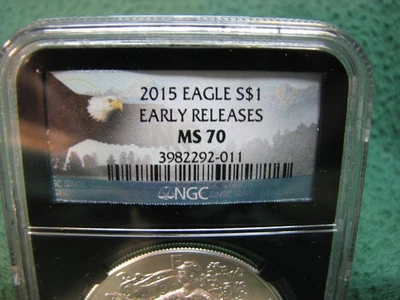 2015 EAGLE S$1
EARLY RELEASES
MS 70
3982292-011
NGC